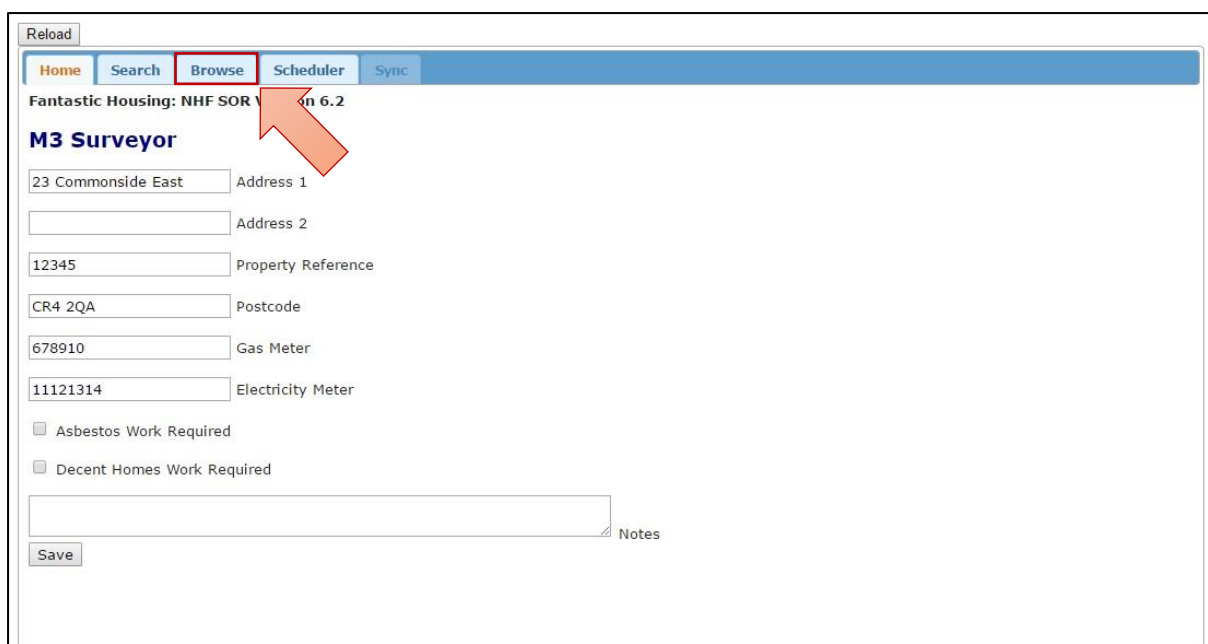 Reload
Home Search Browse Scheduler Sync
Fantastic Housing: NHF SOR on 6.2
M3 Surveyor
23 Commonside East Address 1
Address 2
12345 Property Reference
CR4 2QA Postcode
678910 Gas Meter
11121314 Electricity Meter
Asbestos Work Required
Decent Homes Work Required
Notes
Save